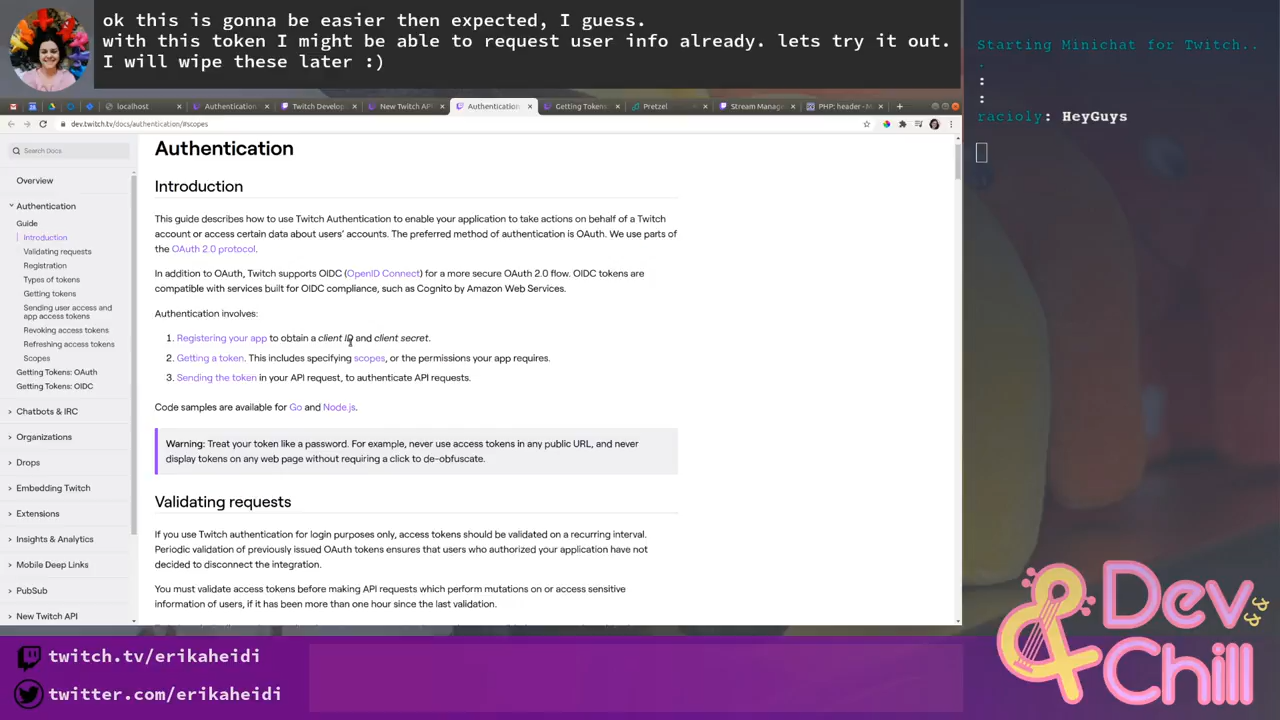 ok this is gonna be easier then expected, I guess.
with this token I might be able to request user info already. lets try it out.
I will wipe these later :)
Starting Minichat for Twitch..
.
:
:
racioly: HeyGuys
localhost
Authentication
Twitch Develop
New Twitch API
Authentication
Getting Tokens
Pretzel
Stream Manage
PHP: header - M
dev.twitch.tv/docs/authentication/#scopes
Search Docs
Overview
Authentication
Guide
Introduction
Validating requests
Registration
Types of tokens
Getting tokens
Sending user access and
app access tokens
Revoking access tokens
Refreshing access tokens
Scopes
Getting Tokens: OAuth
Getting Tokens: OIDC
Chatbots & IRC
Organizations
Drops
Embedding Twitch
Extensions
Insights & Analytics
Mobile Deep Links
PubSub
New Twitch API
Authentication
Introduction
This guide describes how to use Twitch Authentication to enable your application to take actions on behalf of a Twitch
account or access certain data about users' accounts. The preferred method of authentication is OAuth. We use parts of
the OAuth 2.0 protocol.
In addition to OAuth, Twitch supports OIDC (OpenID Connect) for a more secure OAuth 2.0 flow. OIDC tokens are
compatible with services built for OIDC compliance, such as Cognito by Amazon Web Services.
Authentication involves:
1. Registering your app to obtain a client ID and client secret.
2. Getting a token. This includes specifying scopes, or the permissions your app requires.
3. Sending the token in your API request, to authenticate API requests.
Code samples are available for Go and Node.js.
Warning: Treat your token like a password. For example, never use access tokens in any public URL, and never
display tokens on any web page without requiring a click to de-obfuscate.
Validating requests
If you use Twitch authentication for login purposes only, access tokens should be validated on a recurring interval.
Periodic validation of previously issued OAuth tokens ensures that users who authorized your application have not
decided to disconnect the integration.
You must validate access tokens before making API requests which perform mutations on or access sensitive
information of users, if it has been more than one hour since the last validation.
twitch.tv/erikaheidi
twitter.com/erikaheidi
Dev
&
Chill